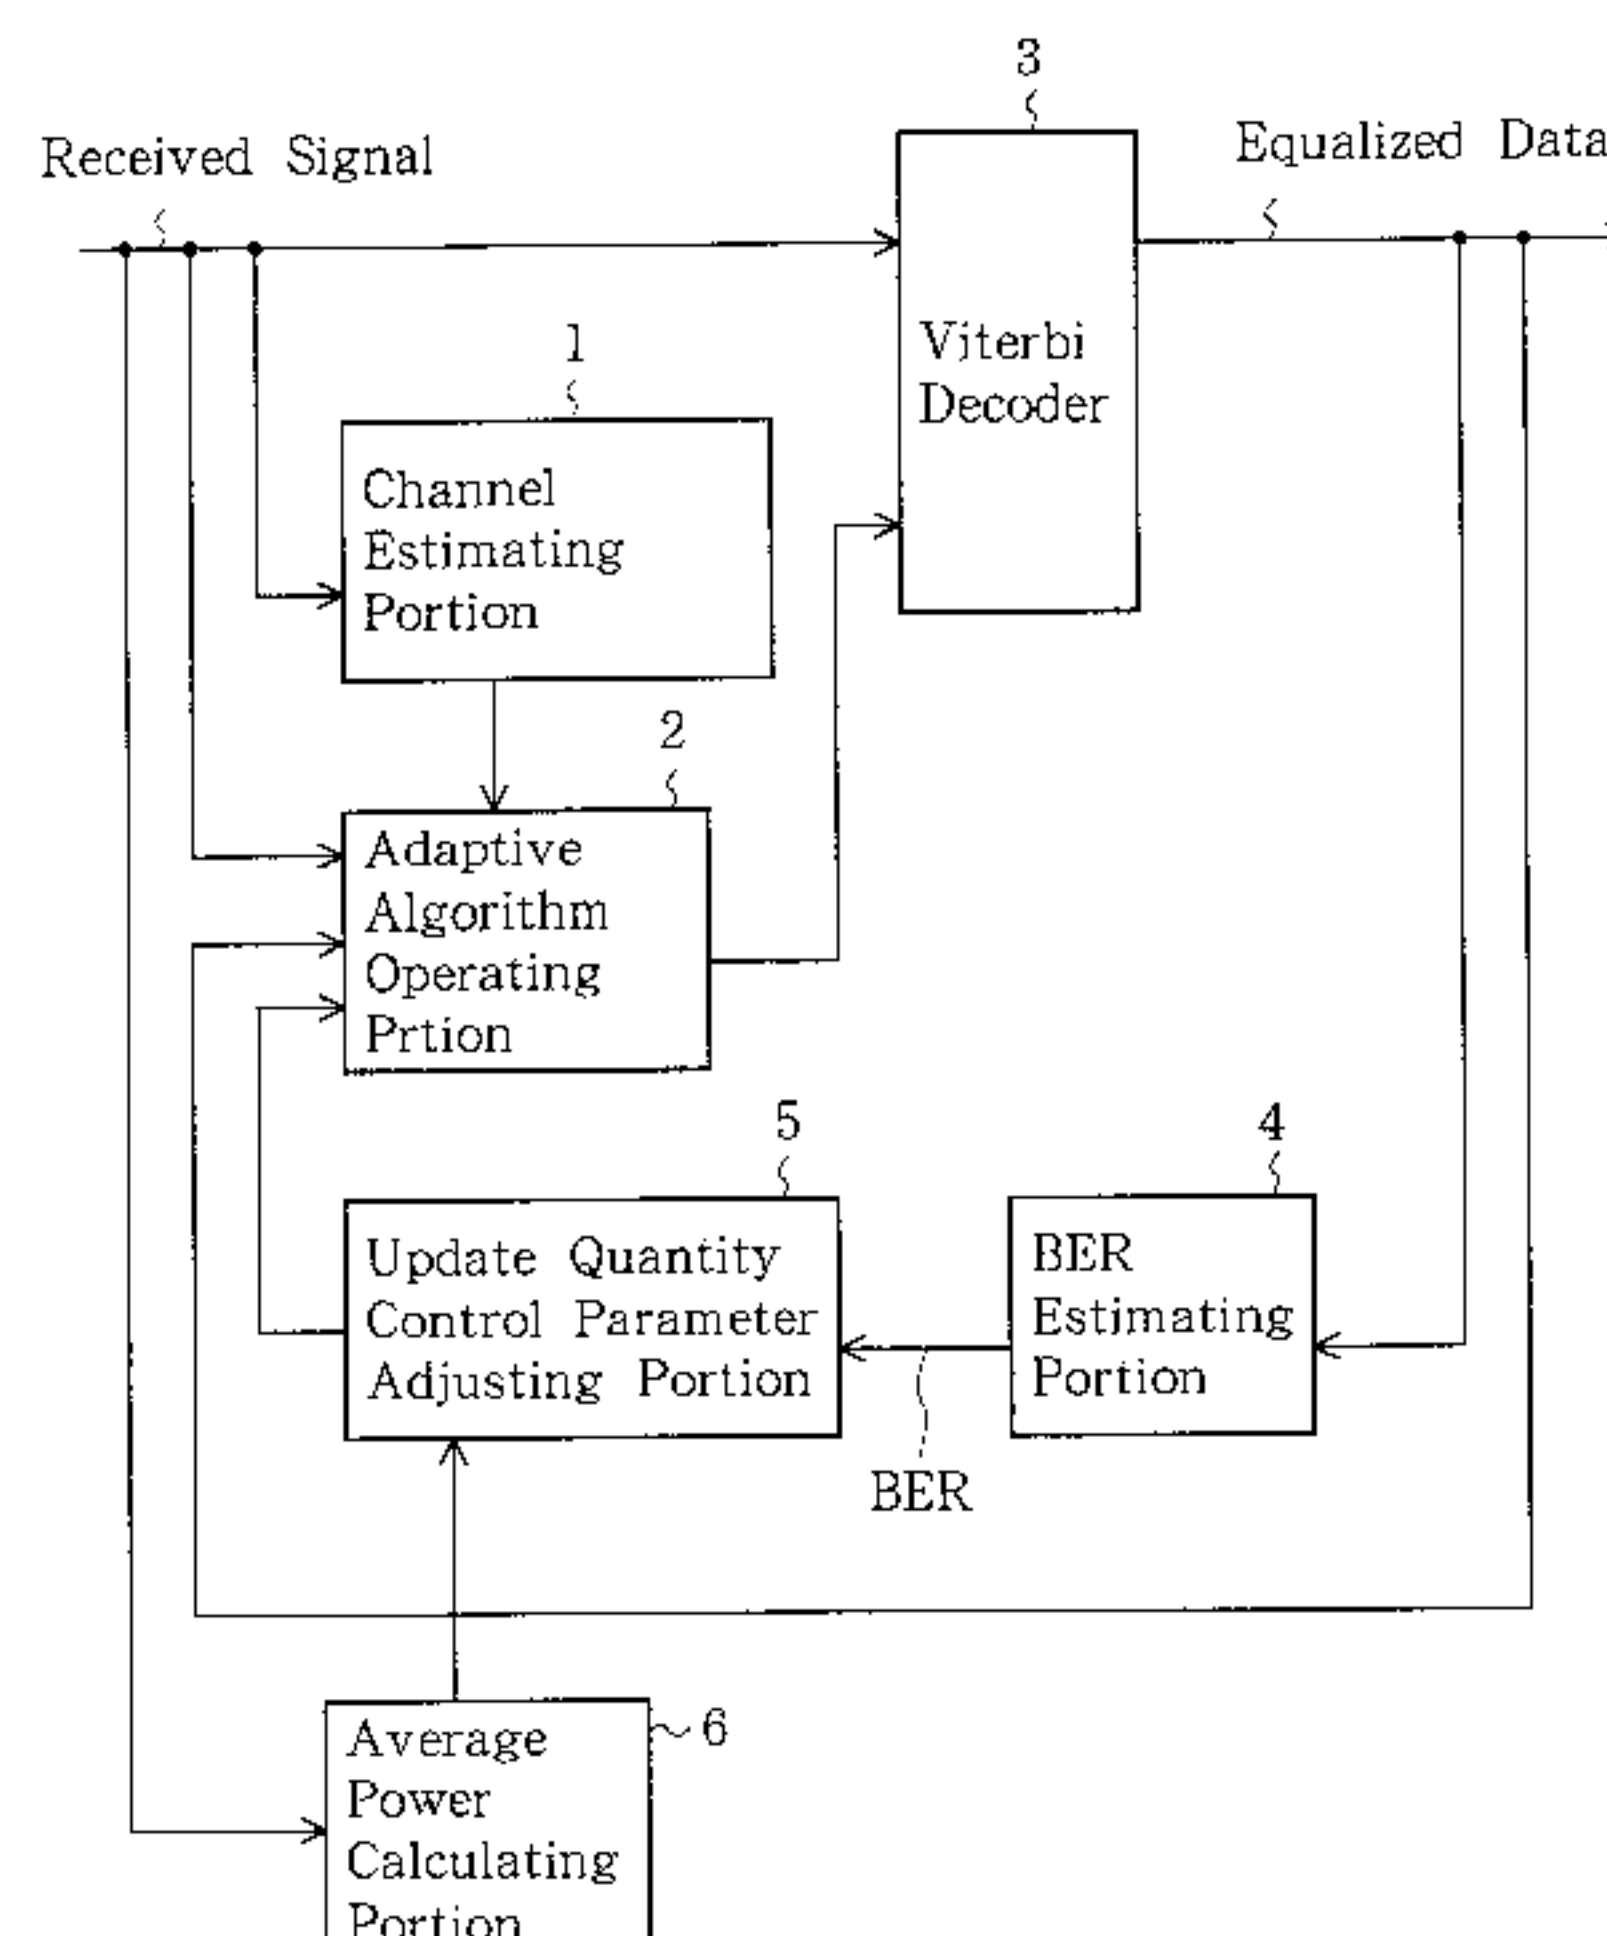 3
Received Signal
Equalized Data
Viterbi
Decoder
1
Channel
Estimating
Portion
2
Adaptive
Algorithm
Operating
Prtion
5
4
Update Quantity
Control Parameter
Adjusting Portion
BER
Estimating
Portion
BER
6
Average
Power
Calculating
Portion